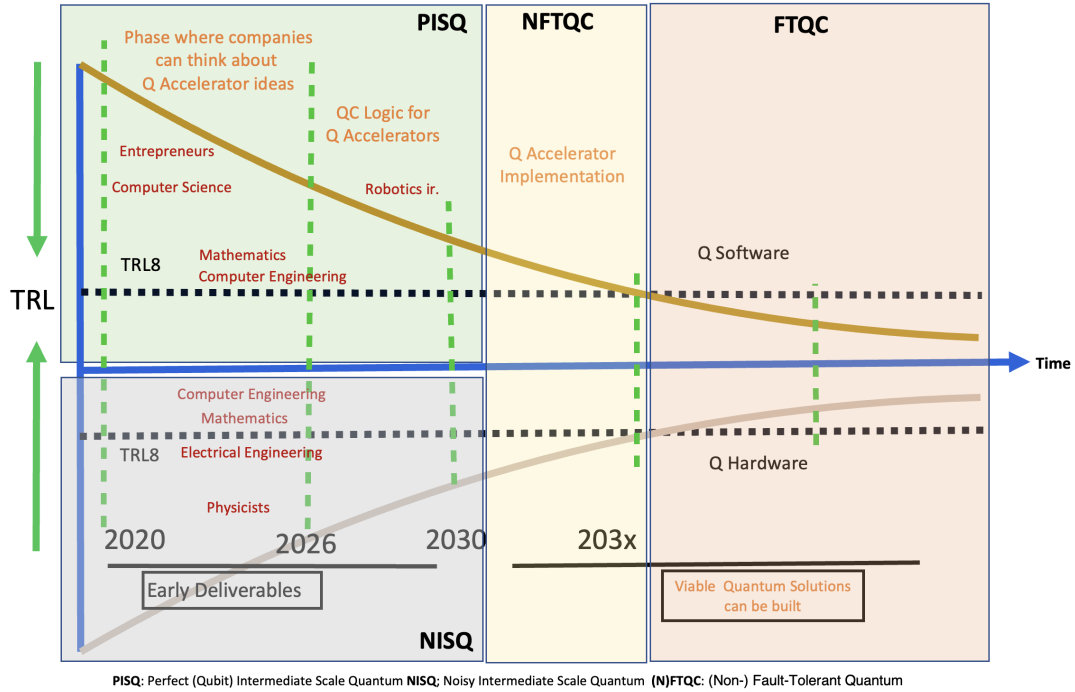 PISQ
NFTQC
FTQC
Phase where companies
can think about
Q Accelerator ideas
QC Logic for
Q Accelerators
Q Accelerator
Implementation
Entrepreneurs
Computer Science
Robotics ir.
Mathematics
Computer Engineering
TRL8
Q Software
TRL
Time
Computer Engineering
Mathematics
TRL8
Electrical Engineering
Q Hardware
Physicists
2020
2026
2030
203x
Early Deliverables
Viable Quantum Solutions
can be built
NISQ
PISQ: Perfect (Qubit) Intermediate Scale Quantum NISQ; Noisy Intermediate Scale Quantum (N)FTQC: (Non-) Fault-Tolerant Quantum